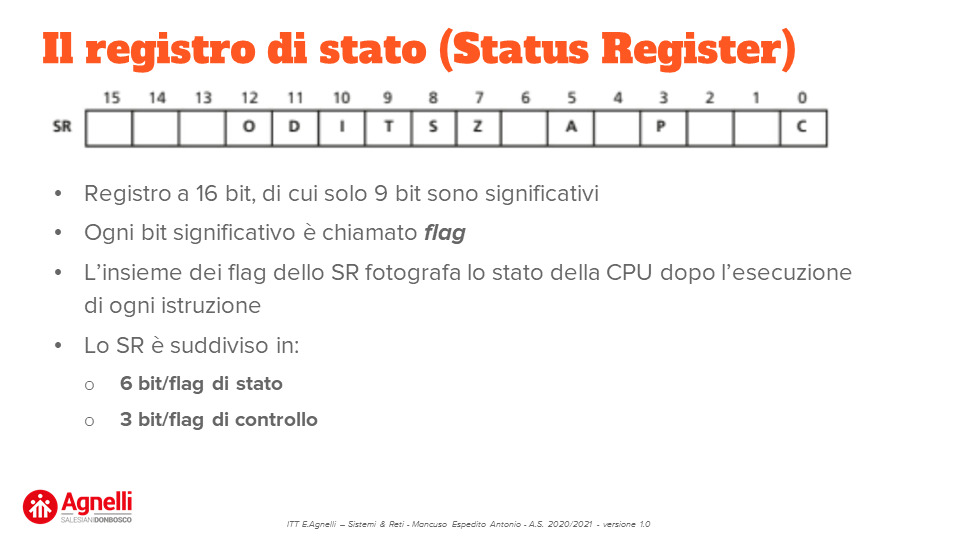 Il registro di stato (Status Register)
15 14 13 12 11 10 9 8 7 6 5 4 3 2 1 0
SR O D I T S Z A P C
• Registro a 16 bit, di cui solo 9 bit sono significativi
• Ogni bit significativo è chiamato flag
• L'insieme dei flag dello SR fotografa lo stato della CPU dopo l'esecuzione
di ogni istruzione
• Lo SR è suddiviso in:
o 6 bit/flag di stato
o 3 bit/flag di controllo
Agnelli
SALESIANI DONBOSCO
ITT E.Agnelli – Sistemi & Reti - Mancuso Espedito Antonio - A.S. 2020/2021 - versione 1.0